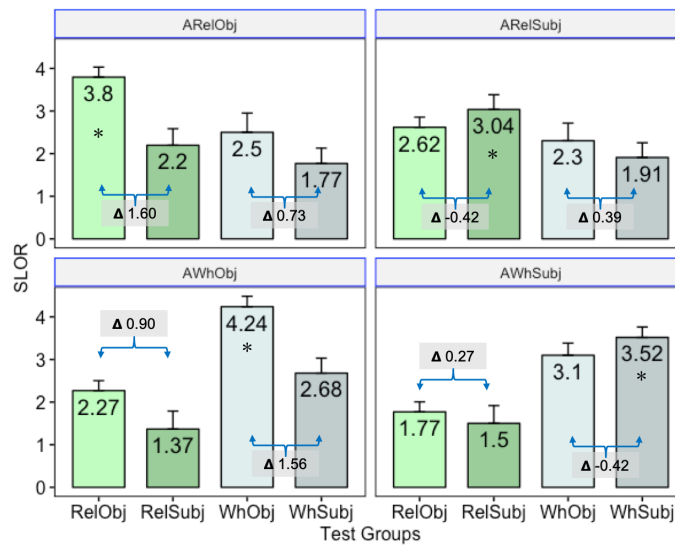 ARelObj
ARelSubj
SLOR
4
3
2
1
0
3.8
*
2.2
2.5
1.77
Δ 1.60
Δ 0.73
2.62
3.04
*
2.3
1.91
Δ -0.42
Δ 0.39
AWhObj
AWhSubj
4
3
2
1
0
Δ 0.90
2.27
1.37
4.24
*
2.68
Δ 1.56
Δ 0.27
1.77
1.5
3.1
3.52
*
Δ -0.42
RelObj RelSubj WhObj WhSubj
RelObj RelSubj WhObj WhSubj
Test Groups